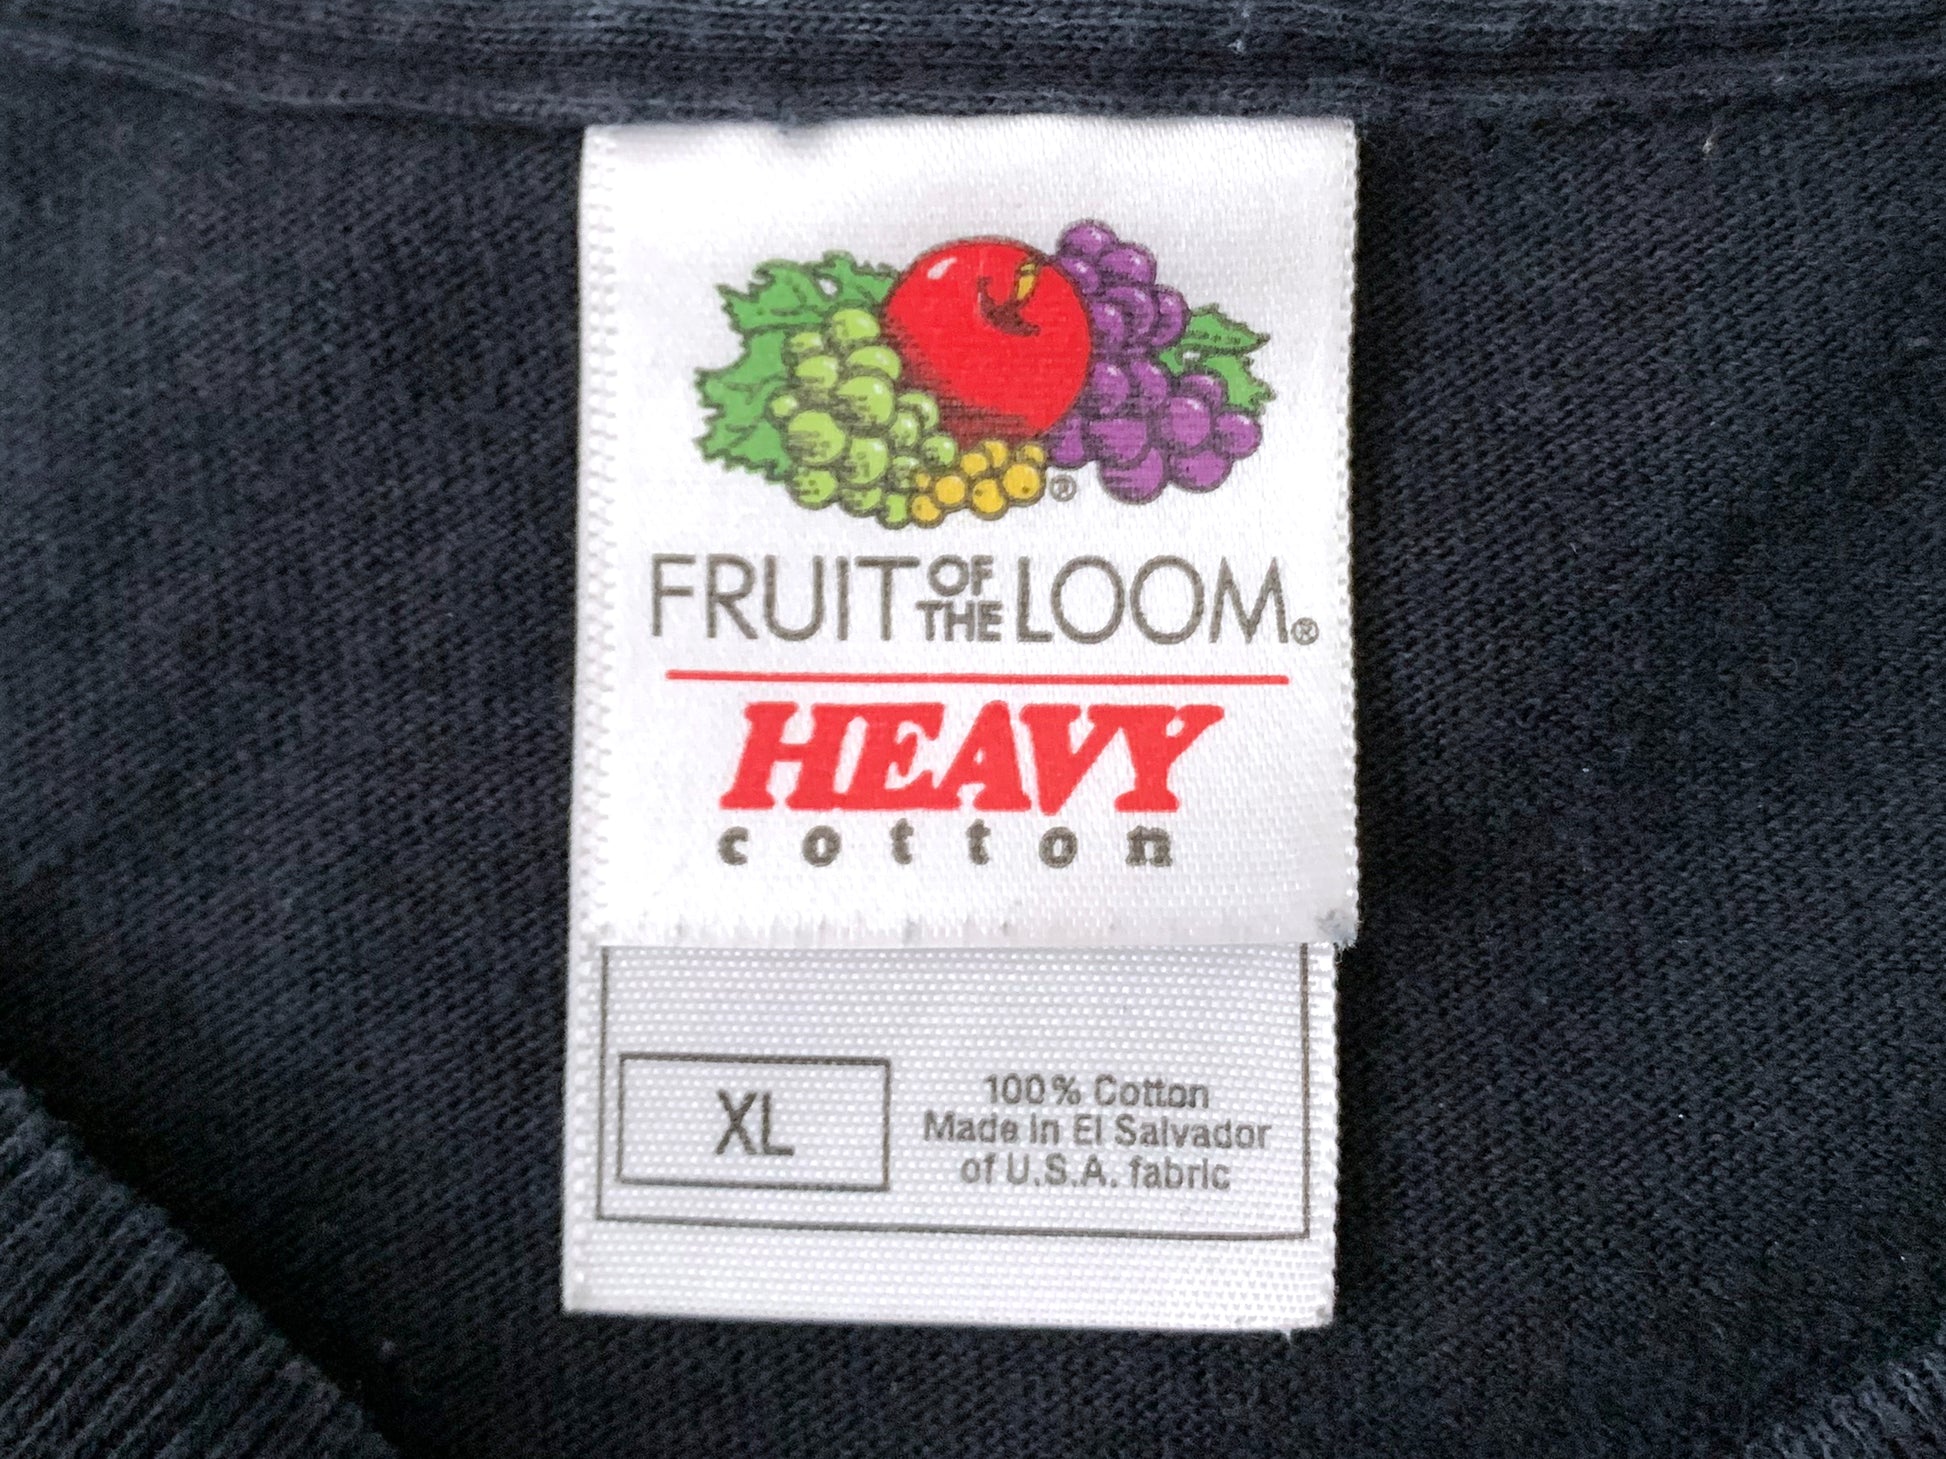 ®
FRUIT OF THE LOOM®
HEAVY
cotton
XL
100% Cotton
Made in El Salvador
of U.S.A. fabric